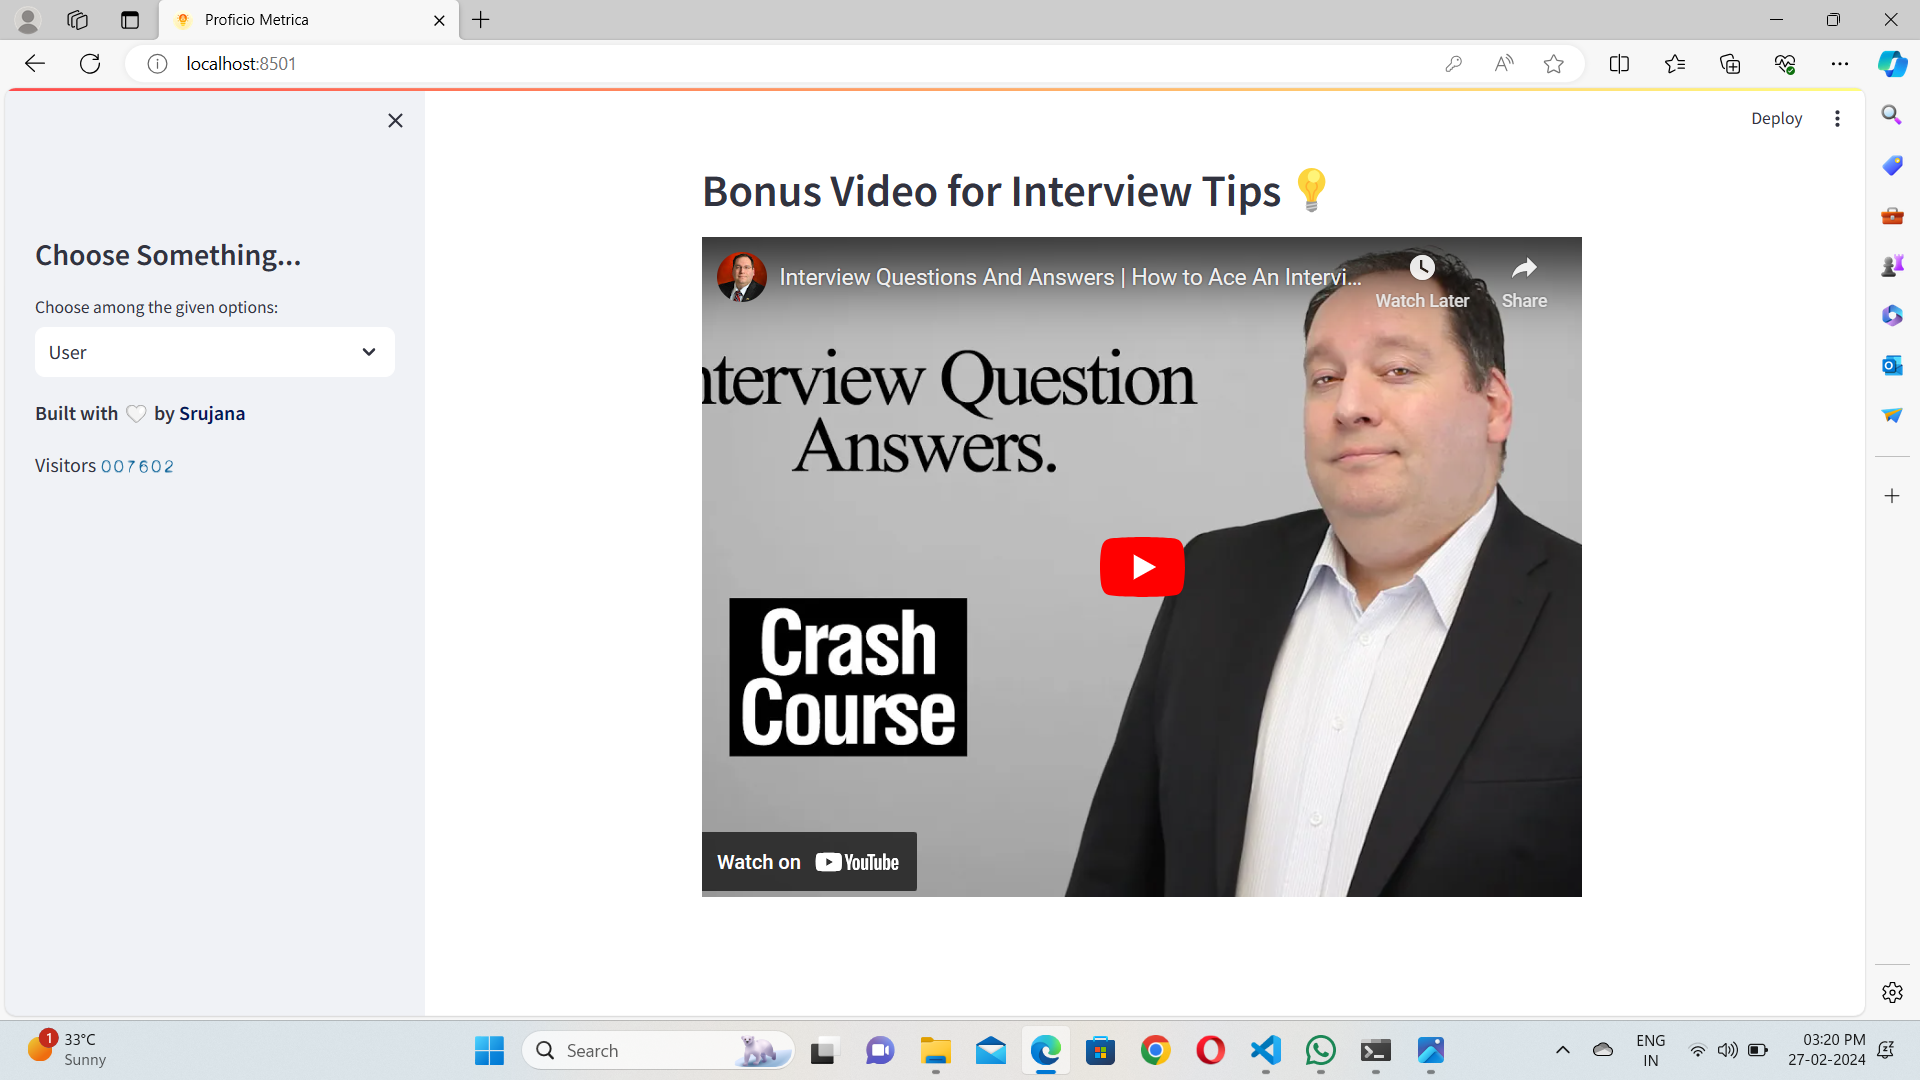 Proficio Metrica
localhost:8501
Deploy
Choose Something...
Choose among the given options:
User
Built with 🤍 by Srujana
Visitors 007602
Bonus Video for Interview Tips 💡
Interview Questions And Answers | How to Ace An Intervi...
Watch Later
Share
nterview Question
Answers.
Crash
Course
Watch on YouTube
1
33°C
Sunny
Search
ENG
IN
03:20 PM
27-02-2024